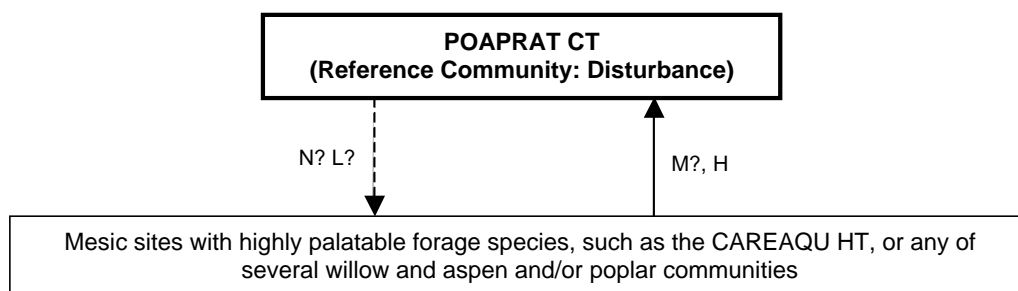 POAPRAT CT
(Reference Community: Disturbance)
N? L?
M?, H
Mesic sites with highly palatable forage species, such as the CAREAQU HT, or any of
several willow and aspen and/or poplar communities